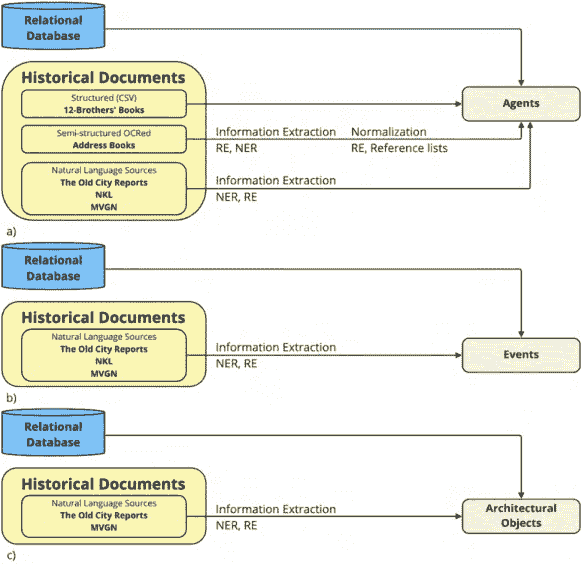 Relational
Database
Historical Documents
Structured (CSV)
12-Brothers' Books
Agents
Semi-structured OCRed
Address Books
Information Extraction
RE, NER
Normalization
RE, Reference lists
Natural Language Sources
The Old City Reports
NKL
MVGN
Information Extraction
NER, RE
a)
Relational
Database
Historical Documents
Natural Language Sources
The Old City Reports
NKL
MVGN
Information Extraction
NER, RE
Events
b)
Relational
Database
Historical Documents
Natural Language Sources
The Old City Reports
MVGN
Information Extraction
NER, RE
Architectural
Objects
c)